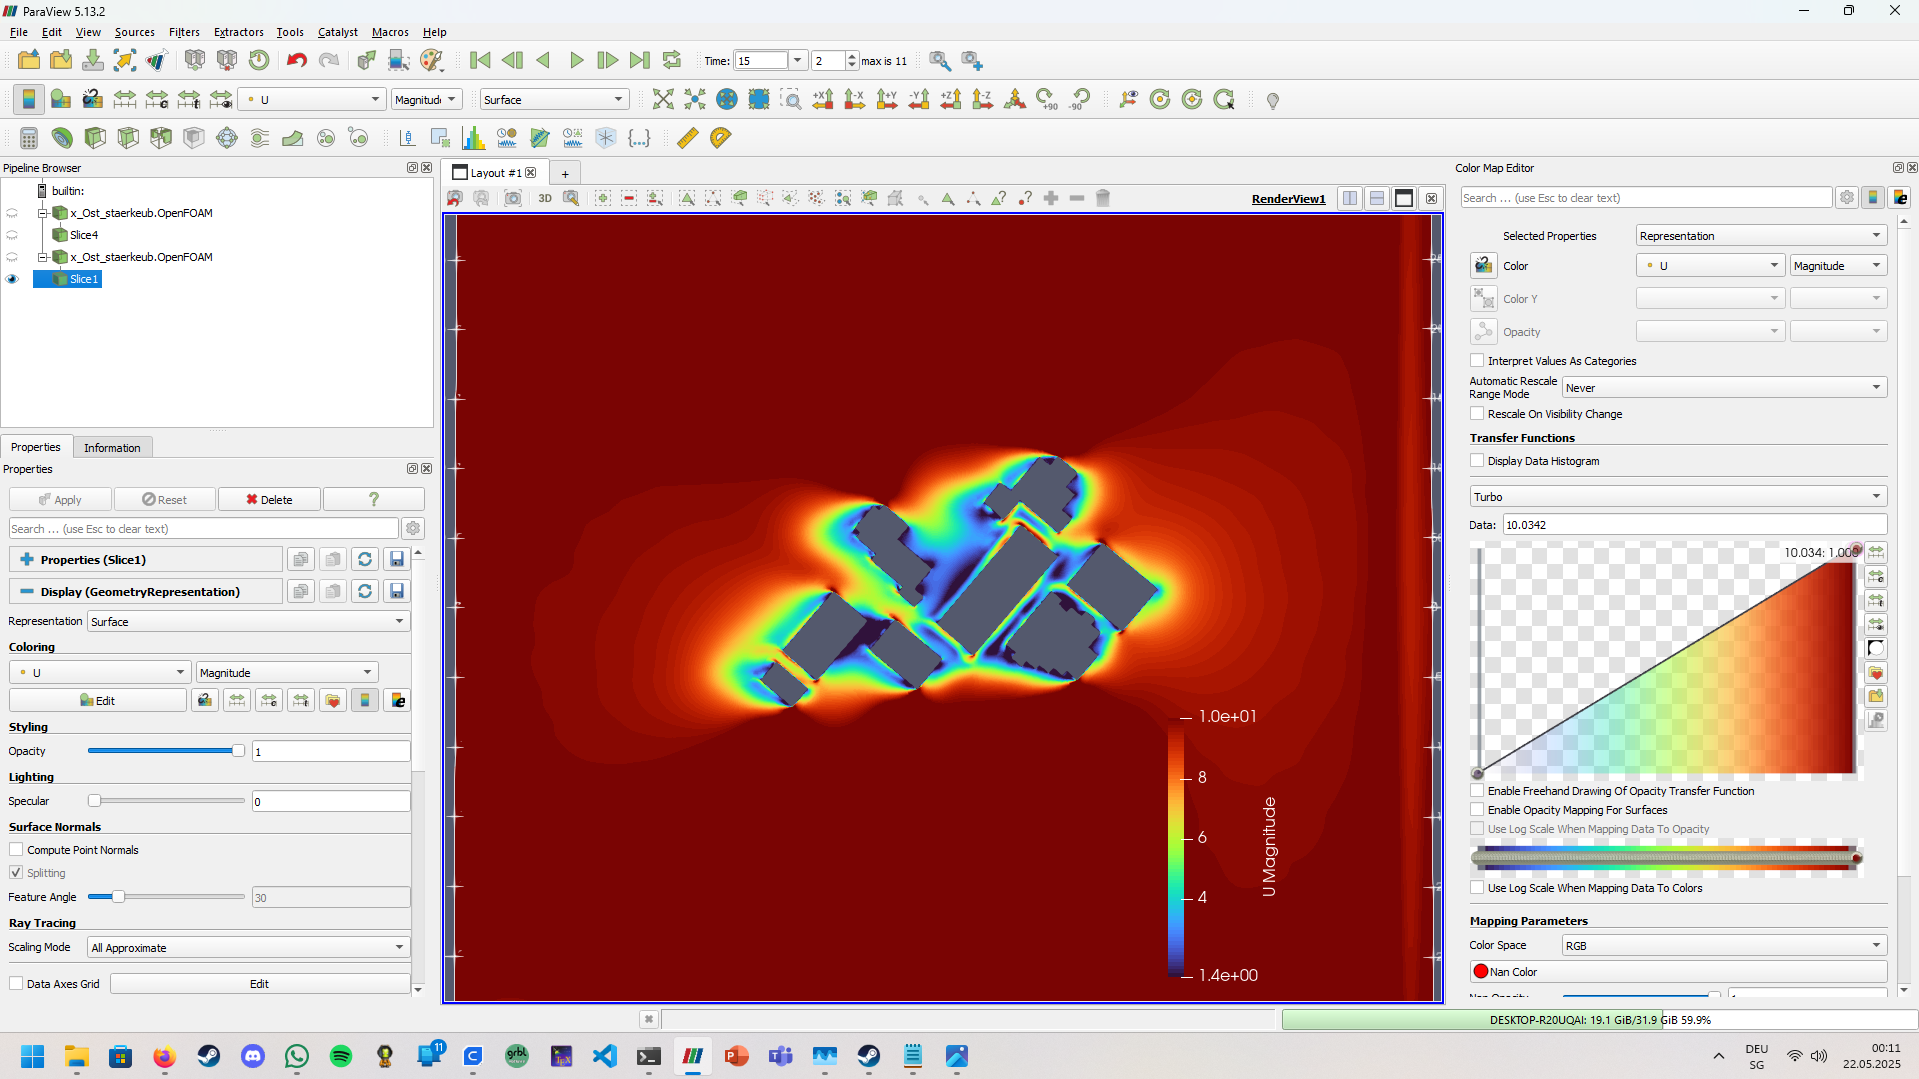 ParaView 5.13.2
File Edit View Sources Filters Extractors Tools Catalyst Macros Help
Time: 15 2 max is 11
U Magnitude Surface
+X -X +Y -Y +Z -Z +90 -90
Pipeline Browser
builtin:
x_Ost_staerkeub.OpenFOAM
Slice4
x_Ost_staerkeub.OpenFOAM
Slice1
Properties Information
Properties
Apply Reset Delete ?
Search ... (use Esc to clear text)
Properties (Slice1)
Display (GeometryRepresentation)
Representation Surface
Coloring
U Magnitude
Edit
Styling
Opacity 1
Lighting
Specular 0
Surface Normals
Compute Point Normals
Splitting
Feature Angle 30
Ray Tracing
Scaling Mode All Approximate
Data Axes Grid Edit
Layout #1 +
3D RenderView1
1.0e+01
8
6
4
1.4e+00
U Magnitude
Color Map Editor
Search ... (use Esc to clear text)
Selected Properties Representation
Color U Magnitude
Color Y
Opacity
Interpret Values As Categories
Automatic Rescale Range Mode Never
Rescale On Visibility Change
Transfer Functions
Display Data Histogram
Turbo
Data: 10.0342
10.034: 1.000
Enable Freehand Drawing Of Opacity Transfer Function
Enable Opacity Mapping For Surfaces
Use Log Scale When Mapping Data To Opacity
Use Log Scale When Mapping Data To Colors
Mapping Parameters
Color Space RGB
Nan Color
DESKTOP-R20UQAI: 19.1 GiB/31.9 GiB 59.9%
11
grbl
DEU
SG
00:11
22.05.2025